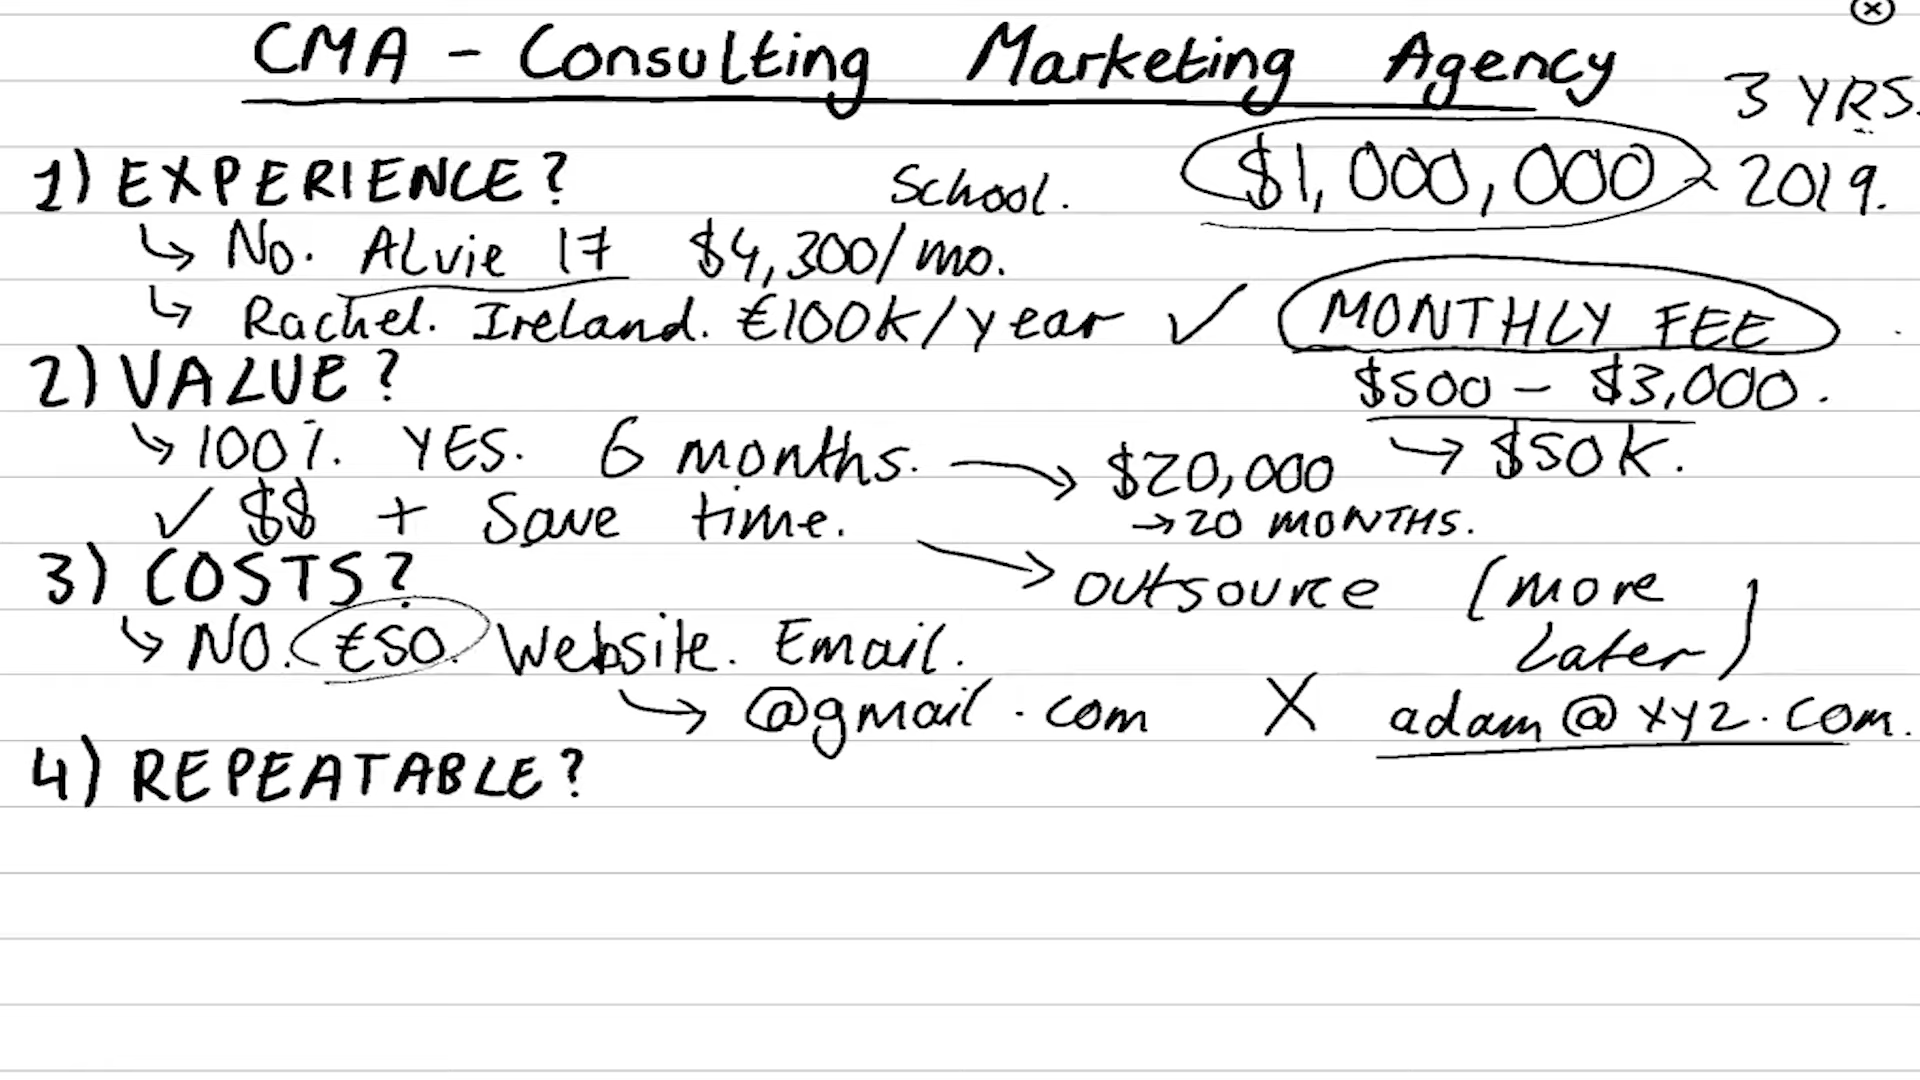 CMA - Consulting Marketing Agency
3 YRS.
1) EXPERIENCE? School. $1,000,000 2019.
↳ No. ALvie 17 $4,300/mo.
↳ Rachel. Ireland. €100K/year ✓ MONTHLY FEE
2) VALUE? $500 - $3,000.
↳ 100%. YES. 6 months. → $20,000 → $50K.
✓ $$ + Save time. → 20 MONTHS.
3) COSTS? → outsource (more
↳ NO. €50. Website. Email. Later)
↳ @gmail.com X adam@xyz.com.
4) REPEATABLE?